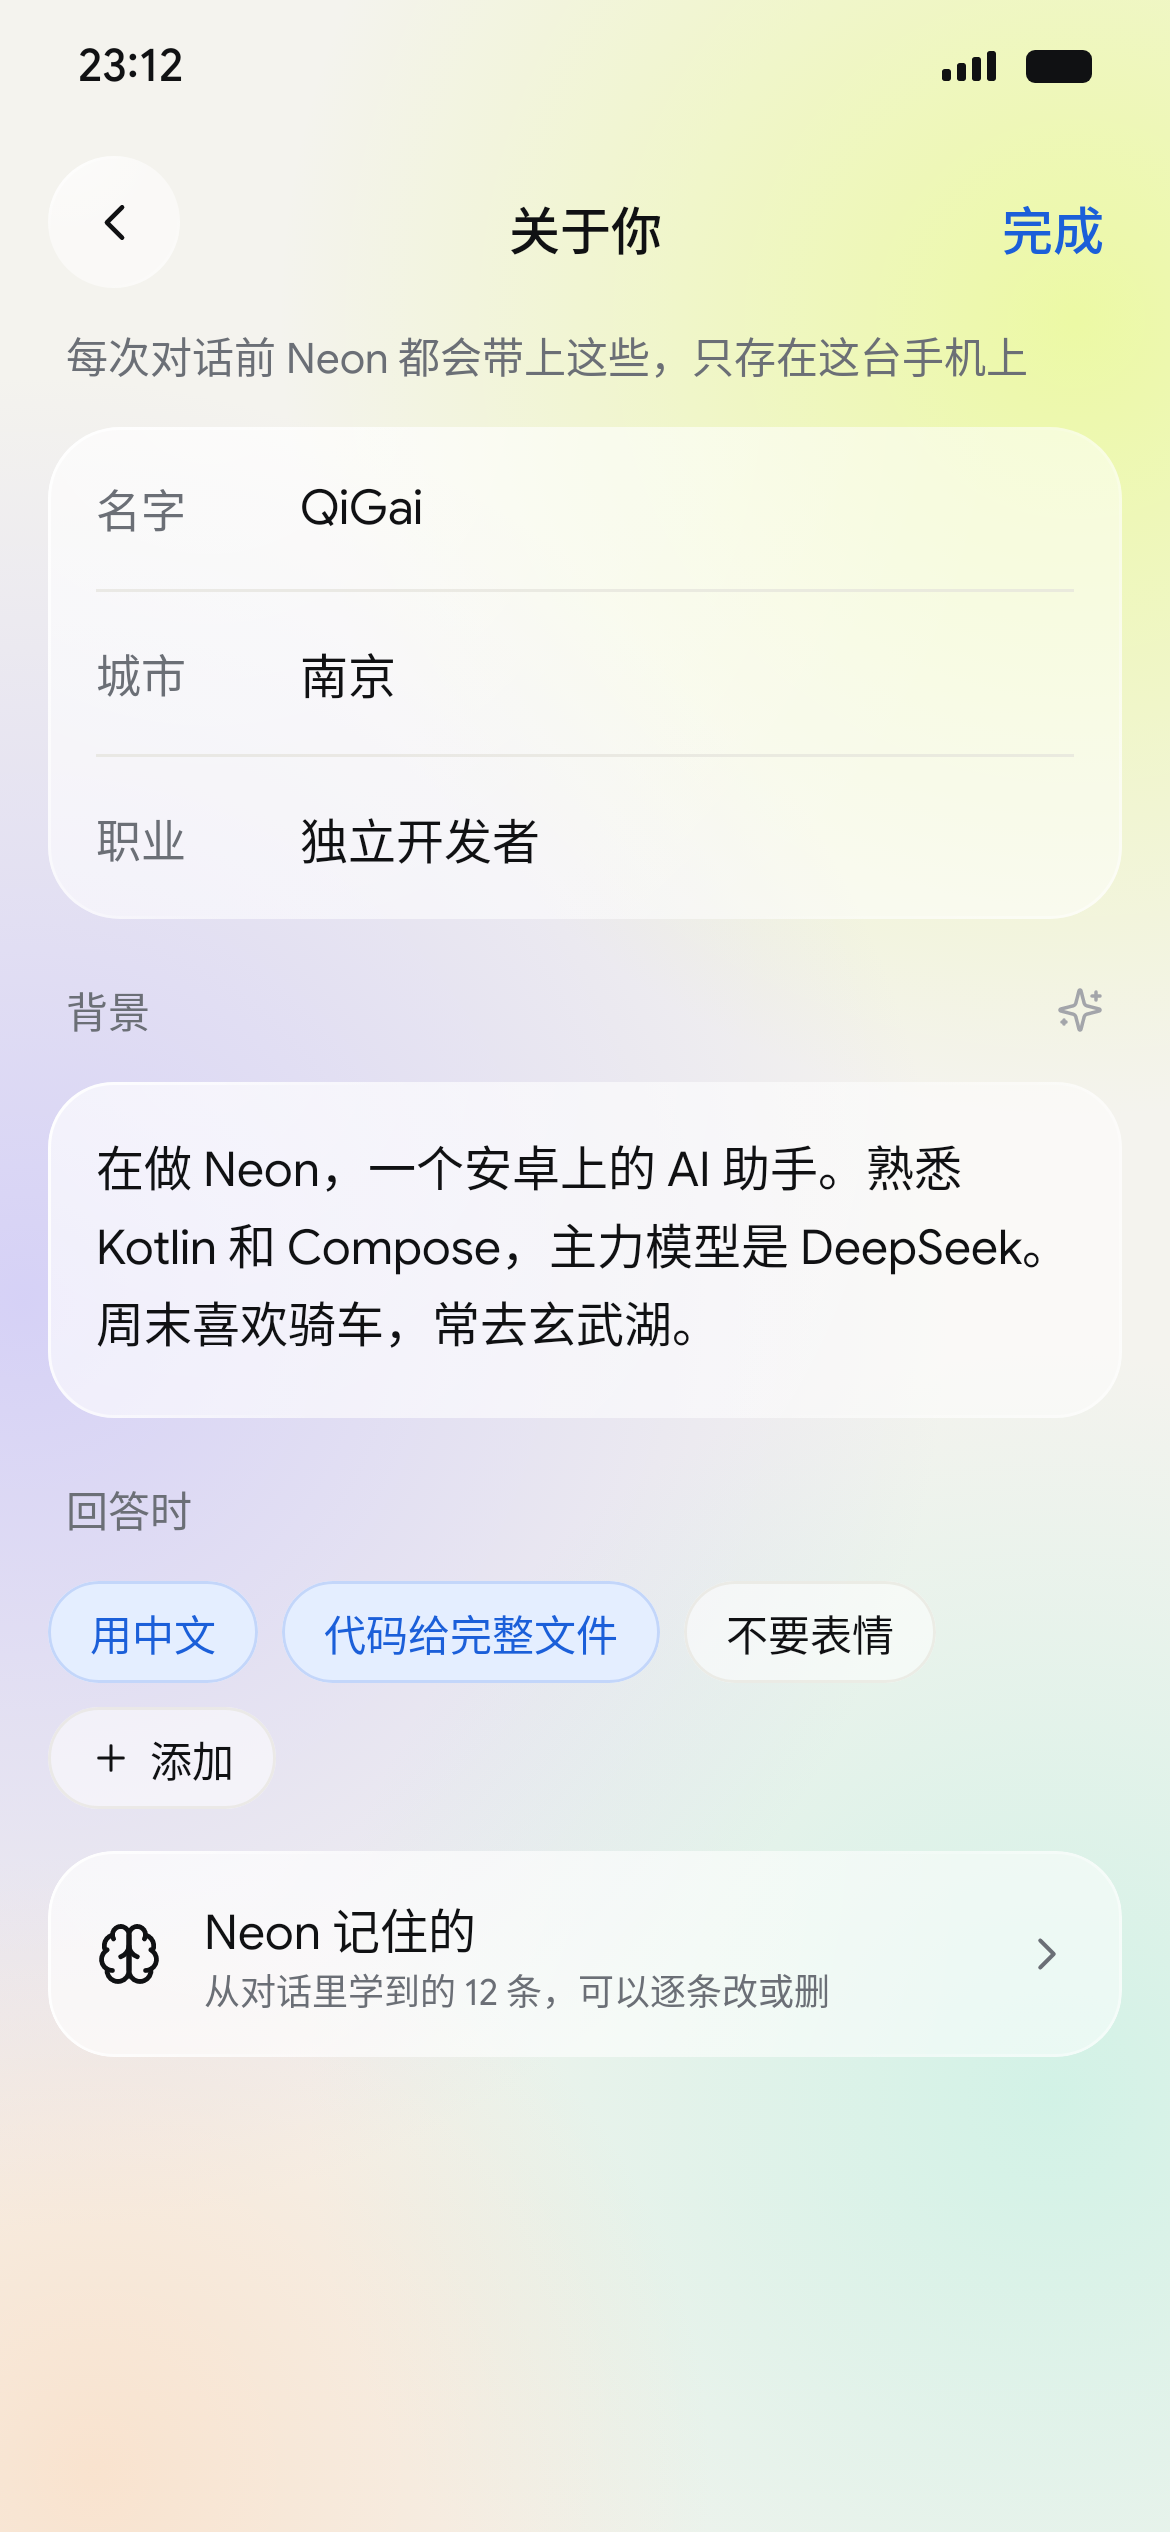 23:12
关于你
完成
每次对话前 Neon 都会带上这些，只存在这台手机上
名字 QiGai
城市 南京
职业 独立开发者
背景
在做 Neon，一个安卓上的 AI 助手。熟悉
Kotlin 和 Compose，主力模型是 DeepSeek。
周末喜欢骑车，常去玄武湖。
回答时
用中文 代码给完整文件 不要表情
添加
Neon 记住的
从对话里学到的 12 条，可以逐条改或删